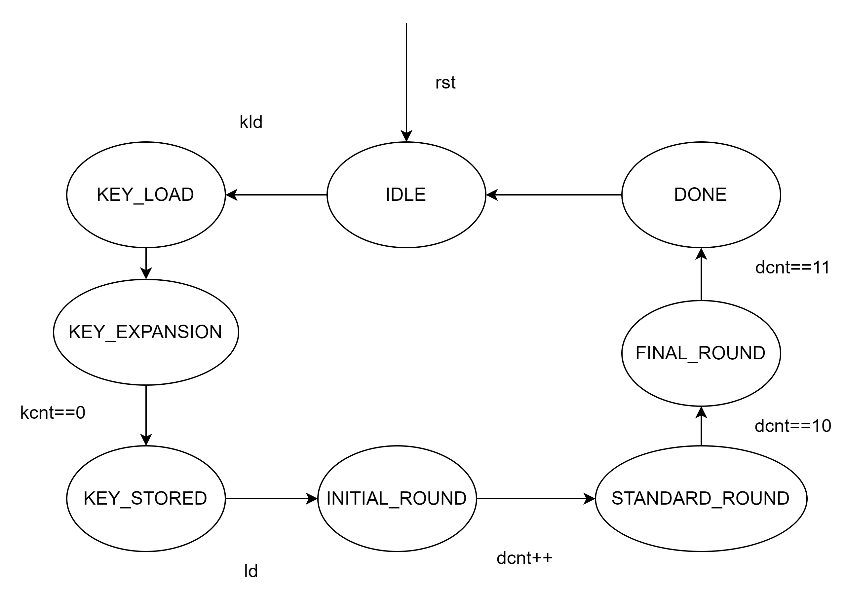 rst
kld
KEY_LOAD
IDLE
DONE
dcnt==11
KEY_EXPANSION
FINAL_ROUND
kcnt==0
dcnt==10
KEY_STORED
INITIAL_ROUND
STANDARD_ROUND
dcnt++
ld